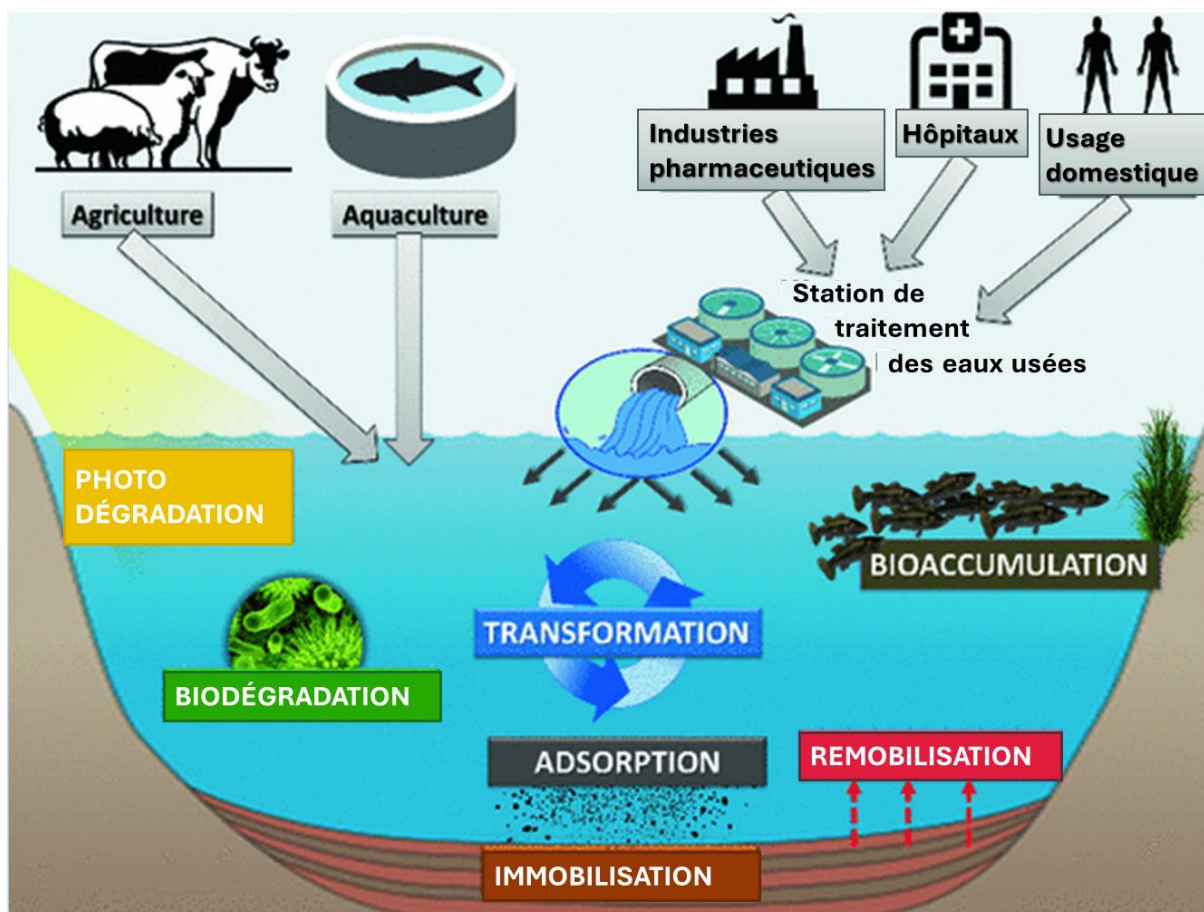 Agriculture
Aquaculture
Industries
pharmaceutiques
Hôpitaux
Usage
domestique
Station de
traitement
des eaux usées
PHOTO
DÉGRADATION
BIOACCUMULATION
TRANSFORMATION
BIODÉGRADATION
ADSORPTION
REMOBILISATION
IMMOBILISATION